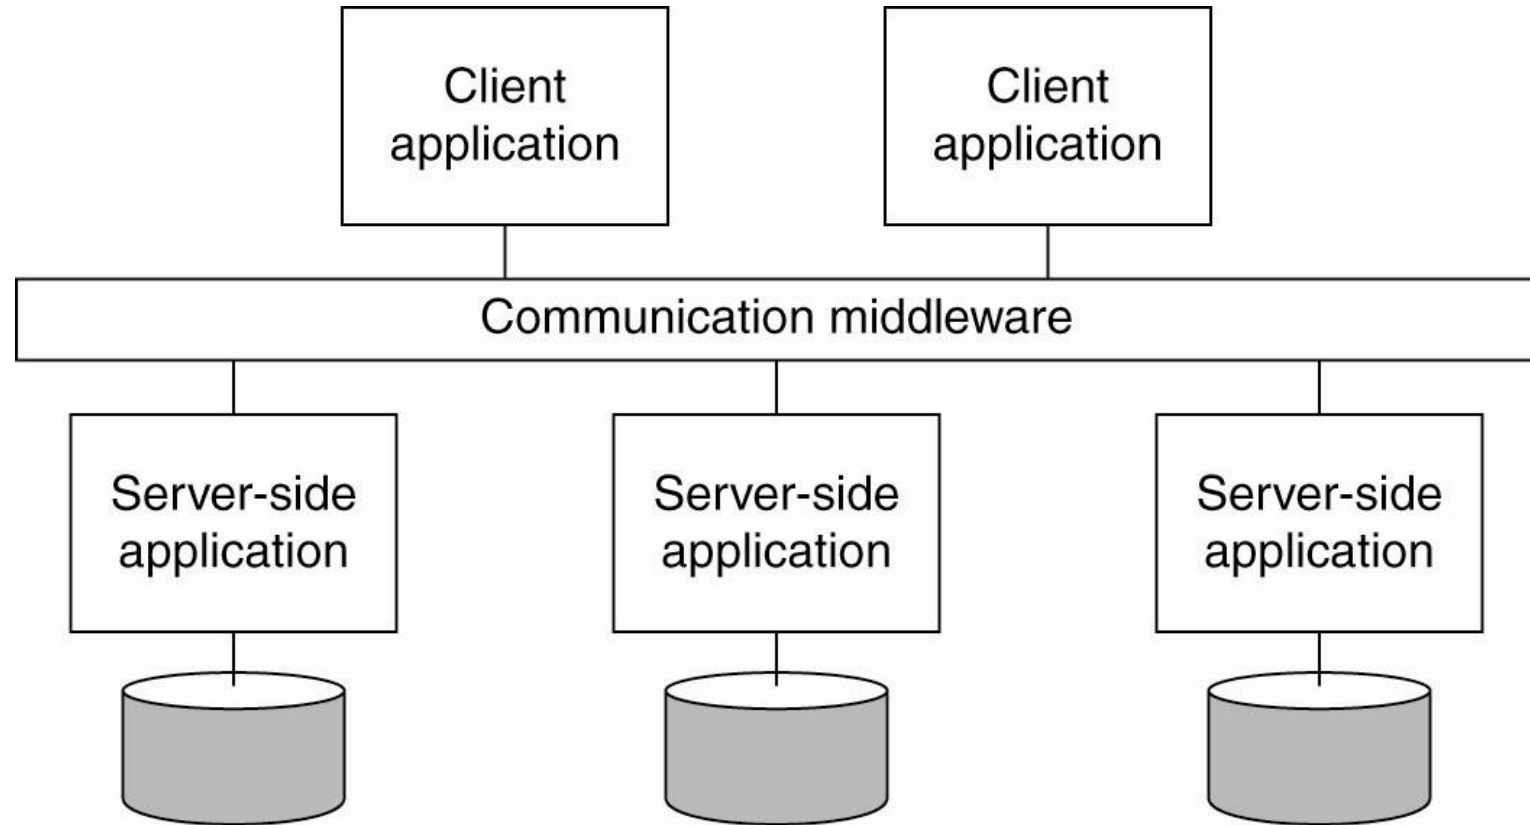 Client
application
Client
application
Communication middleware
Server-side
application
Server-side
application
Server-side
application